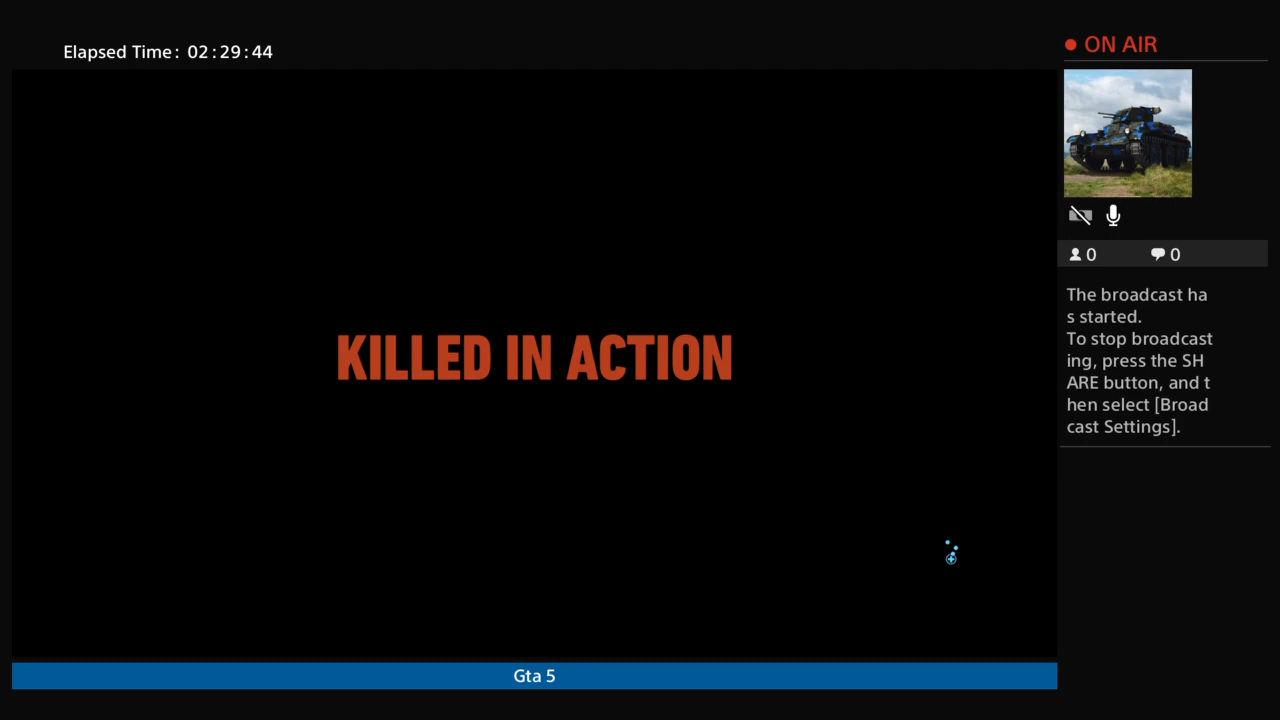 Elapsed Time: 02:29:44
ON AIR
0 0
The broadcast ha
s started.
To stop broadcast
ing, press the SH
ARE button, and t
hen select [Broad
cast Settings].
KILLED IN ACTION
Gta 5